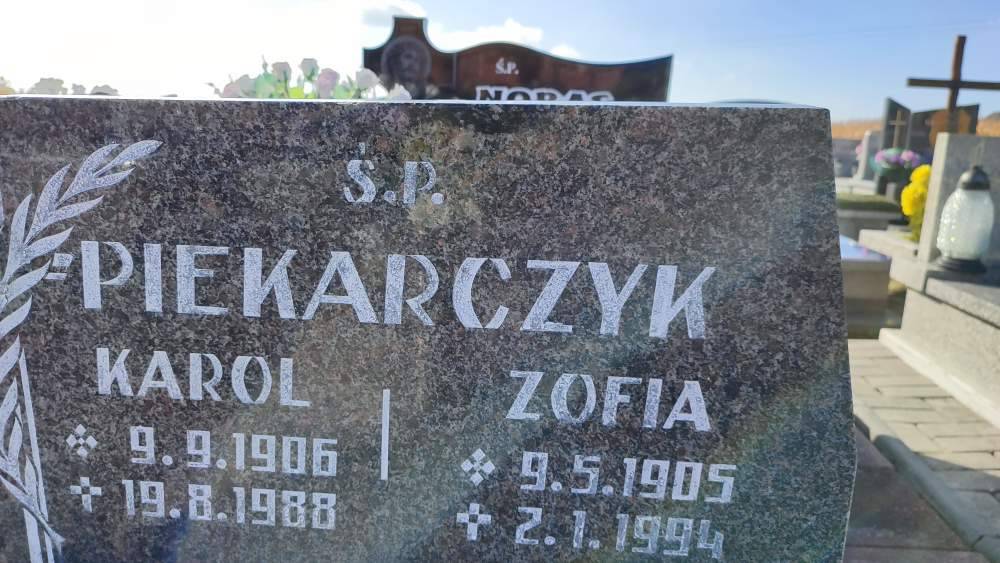 Ś.P.
Ś.P.
PIEKARCZYK
KAROL
9.9.1906
19.8.1988
ZOFIA
9.5.1905
2.1.1994